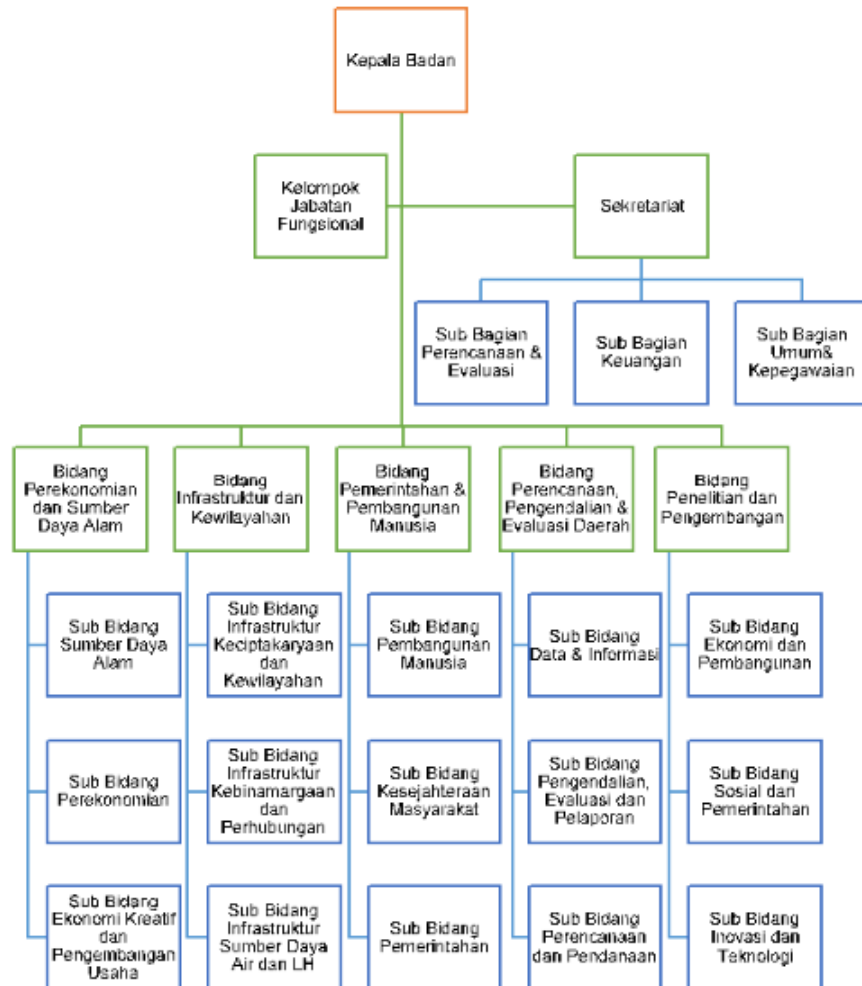 Kepala Badan
Kelompok
Jabatan
Fungsional
Sekretariat
Sub Bagian
Perencanaan &
Evaluasi
Sub Bagian
Keuangan
Sub Bagian
Umum&
Kepegawaian
Bidang
Perekonomian
dan Sumber
Daya Alam
Bidang
Infrastruktur dan
Kewilayahan
Bidang
Pemerintahan &
Pembangunan
Manusia
Bidang
Perencanaan,
Pengendalian &
Evaluasi Daerah
Bidang
Penelitian dan
Pengembangan
Sub Bidang
Sumber Daya
Alam
Sub Bidang
Infrastruktur
Keciptakaryaan
dan
Kewilayahan
Sub Bidang
Pembangunan
Manusia
Sub Bidang
Data & Informasi
Sub Bidang
Ekonomi dan
Pembangunan
Sub Bidang
Perekonomian
Sub Bidang
Infrastruktur
Kebinamargaan
dan
Perhubungan
Sub Bidang
Kesejahteraan
Masyarakat
Sub Bidang
Pengendalian,
Evaluasi dan
Pelaporan
Sub Bidang
Sosial dan
Pemerintahan
Sub Bidang
Ekonomi Kreatif
dan
Pengembangan
Usaha
Sub Bidang
Infrastruktur
Sumber Daya
Air dan LH
Sub Bidang
Pemerintahan
Sub Bidang
Perencanaan
dan Pendanaan
Sub Bidang
Inovasi dan
Teknologi